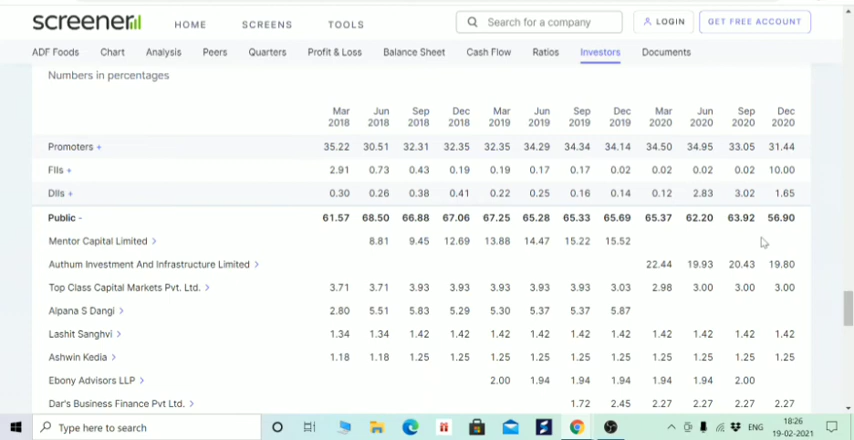 screener
HOME SCREENS TOOLS Search for a company LOGIN GET FREE ACCOUNT
ADF Foods Chart Analysis Peers Quarters Profit & Loss Balance Sheet Cash Flow Ratios Investors Documents
Numbers in percentages
Mar 2018 Jun 2018 Sep 2018 Dec 2018 Mar 2019 Jun 2019 Sep 2019 Dec 2019 Mar 2020 Jun 2020 Sep 2020 Dec 2020
Promoters + 35.22 30.51 32.31 32.35 32.35 34.29 34.34 34.14 34.50 34.95 33.05 31.44
FIIs + 2.91 0.73 0.43 0.19 0.19 0.17 0.17 0.02 0.02 0.02 0.02 10.00
DIIs + 0.30 0.26 0.38 0.41 0.22 0.25 0.16 0.14 0.12 2.83 3.02 1.65
Public - 61.57 68.50 66.88 67.06 67.25 65.28 65.33 65.69 65.37 62.20 63.92 56.90
Mentor Capital Limited > 8.81 9.45 12.69 13.88 14.47 15.22 15.52
Authum Investment And Infrastructure Limited > 22.44 19.93 20.43 19.80
Top Class Capital Markets Pvt. Ltd. > 3.71 3.71 3.93 3.93 3.93 3.93 3.93 3.03 2.98 3.00 3.00 3.00
Alpana S Dangi > 2.80 5.51 5.83 5.29 5.30 5.37 5.37 5.87
Lashit Sanghvi > 1.34 1.34 1.42 1.42 1.42 1.42 1.42 1.42 1.42 1.42 1.42 1.42
Ashwin Kedia > 1.18 1.18 1.25 1.25 1.25 1.25 1.25 1.25 1.25 1.25 1.25 1.25
Ebony Advisors LLP > 2.00 1.94 1.94 1.94 1.94 1.94 2.00
Dar's Business Finance Pvt Ltd. > 1.72 2.45 2.27 2.27 2.27 2.27
Type here to search ENG 18:26
19-02-2021